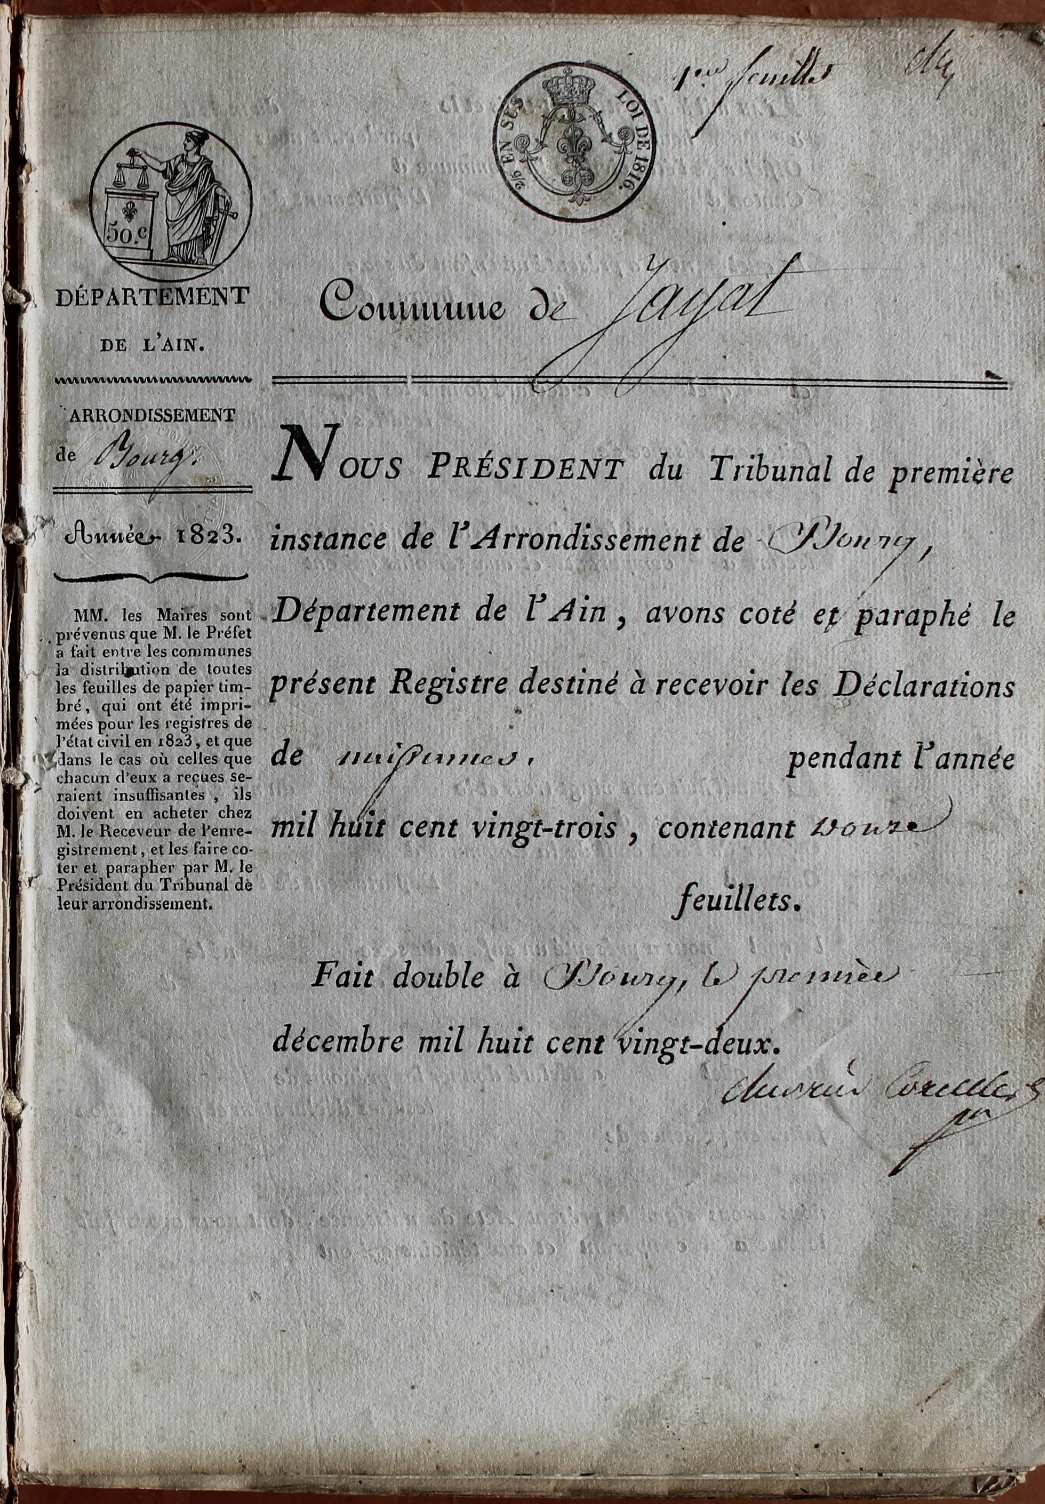 1er feuillet
2/5 EN SUS
LOI DE 1816.
50.c
DÉPARTEMENT
DE L'AIN.
Commune de Jayat
ARRONDISSEMENT
de Bourg.
Année 1823.
MM. les Maires sont
prévenus que M. le Préfet
a fait entre les communes
la distribution de toutes
les feuilles de papier tim-
bré, qui ont été impri-
mées pour les registres de
l'état civil en 1823, et que
dans le cas où celles que
chacun d'eux a reçues se-
raient insuffisantes, ils
doivent en acheter chez
M. le Receveur de l'enre-
gistrement, et les faire co-
ter et parapher par M. le
Président du Tribunal de
leur arrondissement.
NOUS PRÉSIDENT du Tribunal de première
instance de l'Arrondissement de Bourg,
Département de l'Ain, avons coté et paraphé le
présent Registre destiné à recevoir les Déclarations
de naissances. pendant l'année
mil huit cent vingt-trois, contenant douze
feuillets.
Fait double à Bourg, le premier
décembre mil huit cent vingt-deux.